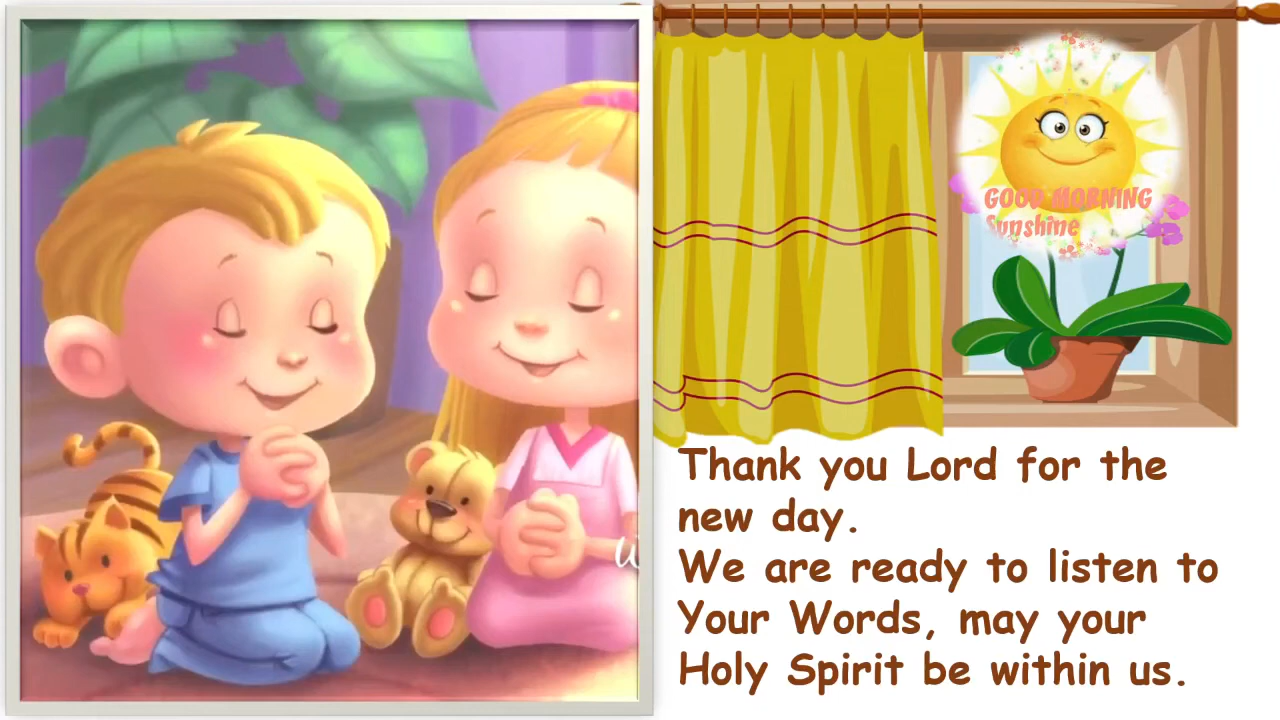 GOOD MORNING
Sunshine
Thank you Lord for the
new day.
We are ready to listen to
Your Words, may your
Holy Spirit be within us.